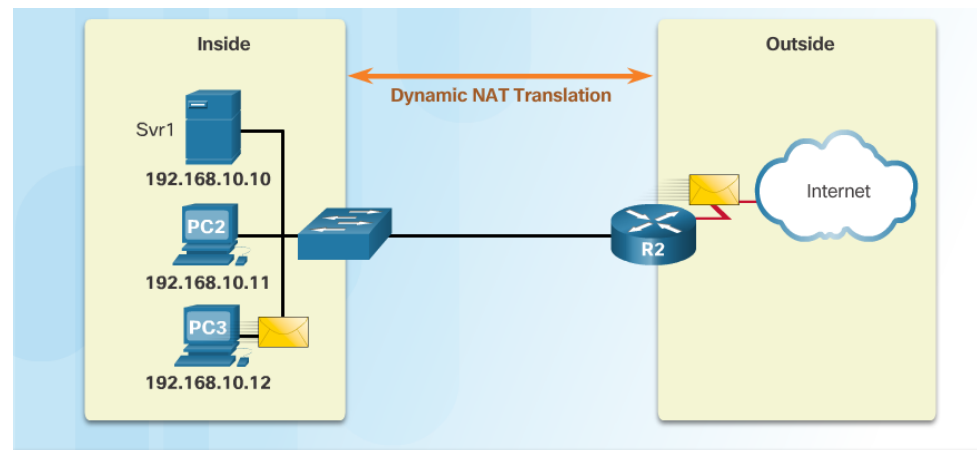 Inside
Outside
Dynamic NAT Translation
Svr1
192.168.10.10
PC2
192.168.10.11
PC3
192.168.10.12
R2
Internet